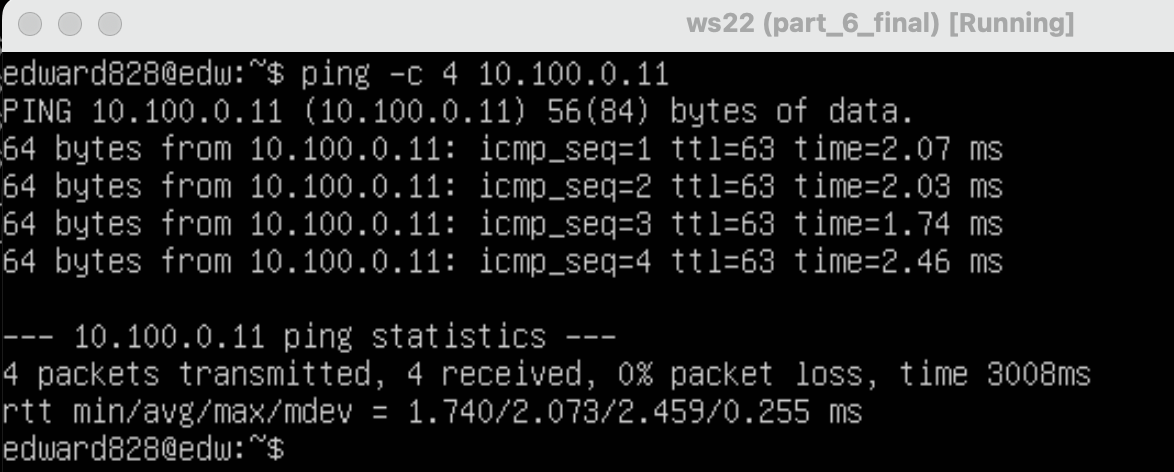 ws22 (part_6_final) [Running]
edward828@edw:~$ ping -c 4 10.100.0.11
PING 10.100.0.11 (10.100.0.11) 56(84) bytes of data.
64 bytes from 10.100.0.11: icmp_seq=1 ttl=63 time=2.07 ms
64 bytes from 10.100.0.11: icmp_seq=2 ttl=63 time=2.03 ms
64 bytes from 10.100.0.11: icmp_seq=3 ttl=63 time=1.74 ms
64 bytes from 10.100.0.11: icmp_seq=4 ttl=63 time=2.46 ms
--- 10.100.0.11 ping statistics ---
4 packets transmitted, 4 received, 0% packet loss, time 3008ms
rtt min/avg/max/mdev = 1.740/2.073/2.459/0.255 ms
edward828@edw:~$